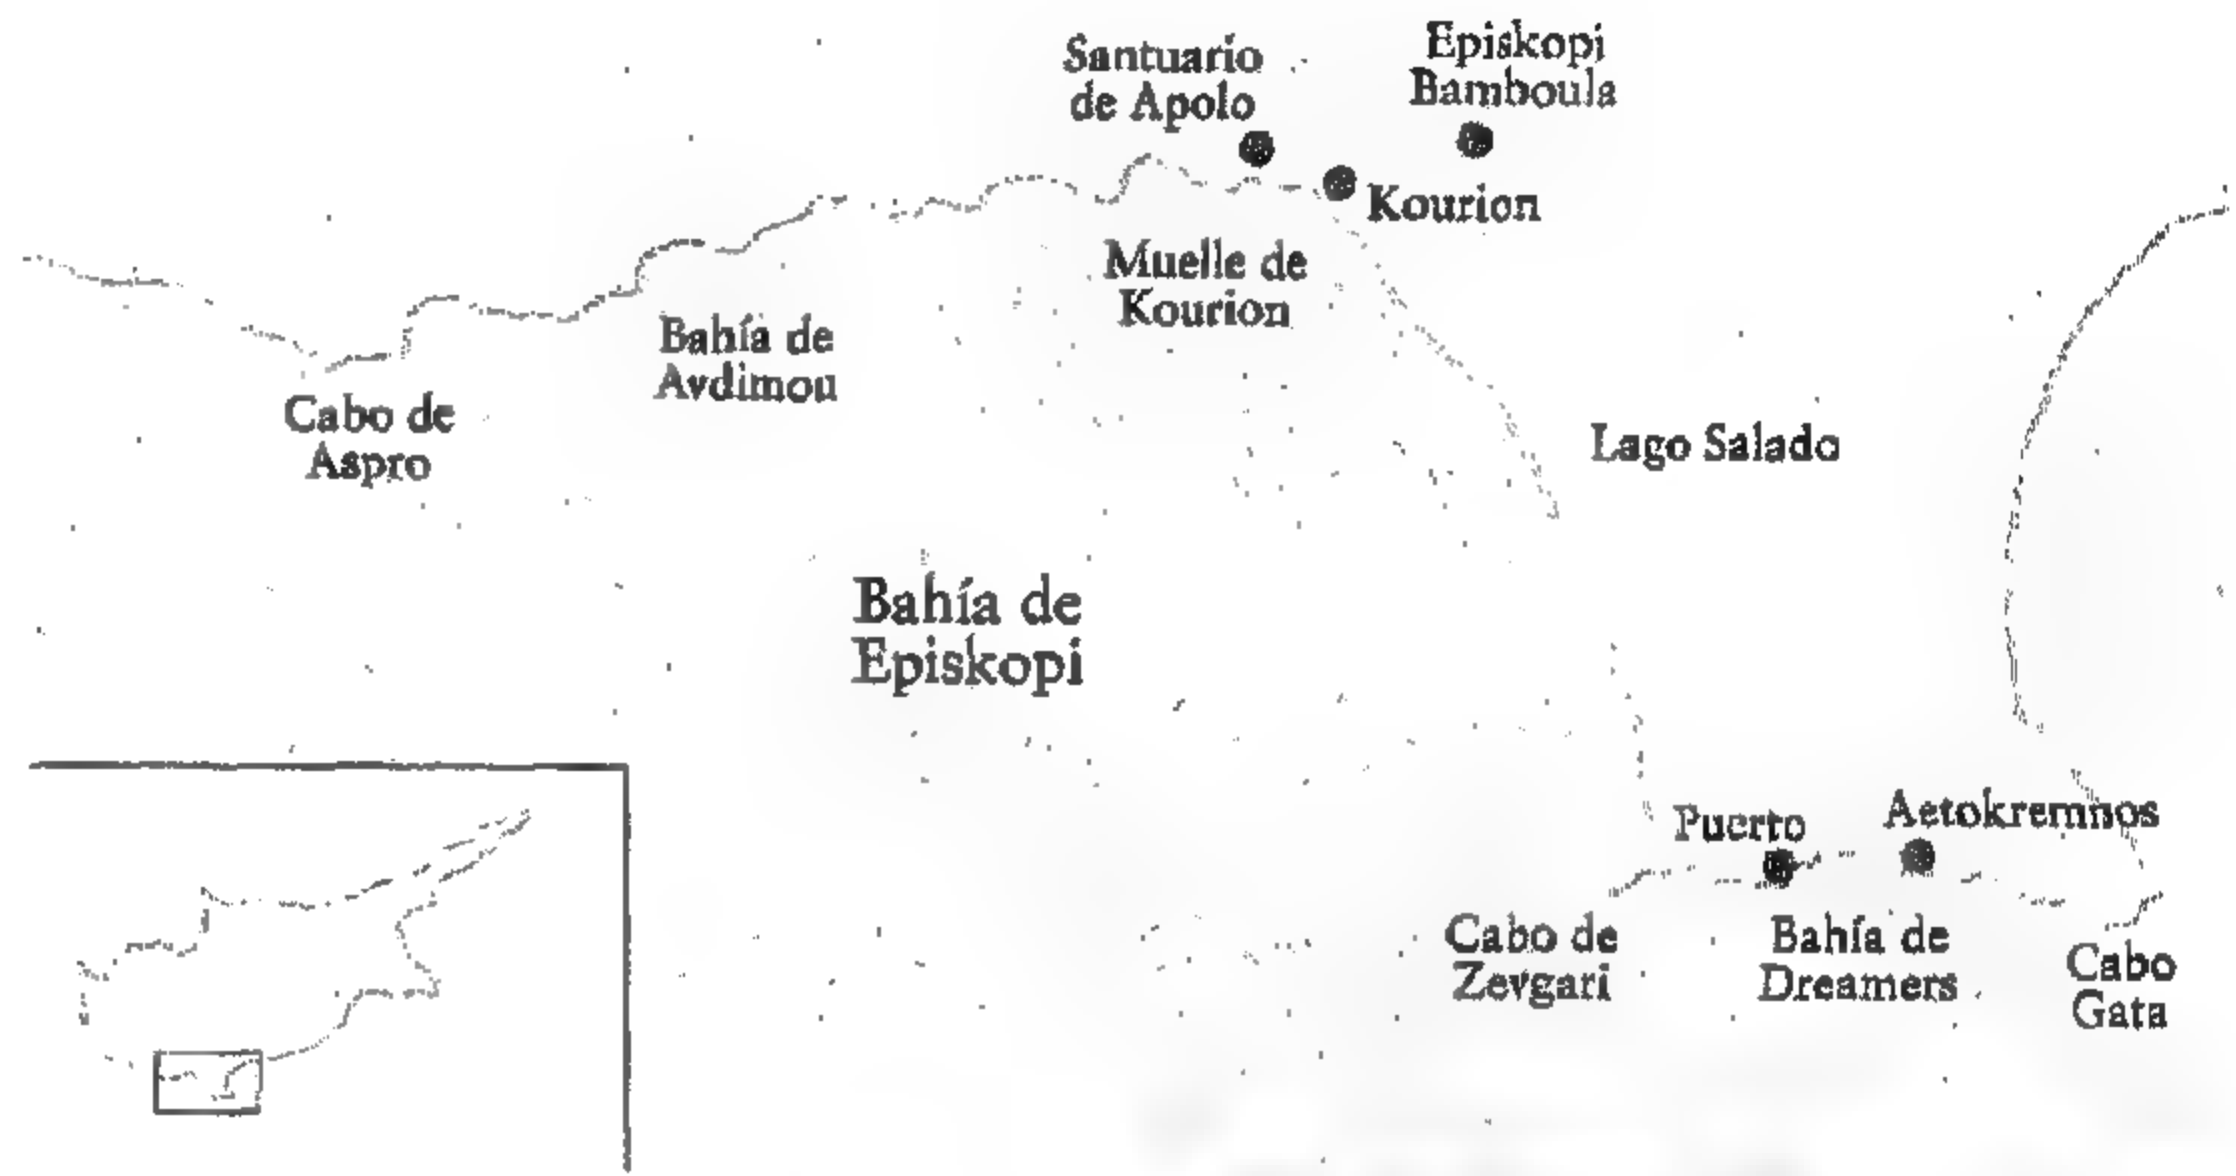 Santuario
de Apolo
Episkopi
Bamboula
Kourion
Muelle de
Kourion
Bahía de
Avdimou
Cabo de
Aspro
Lago Salado
Bahía de
Episkopi
Puerto
Aetokremnos
Cabo de
Zevgari
Bahía de
Dreamers
Cabo
Gata